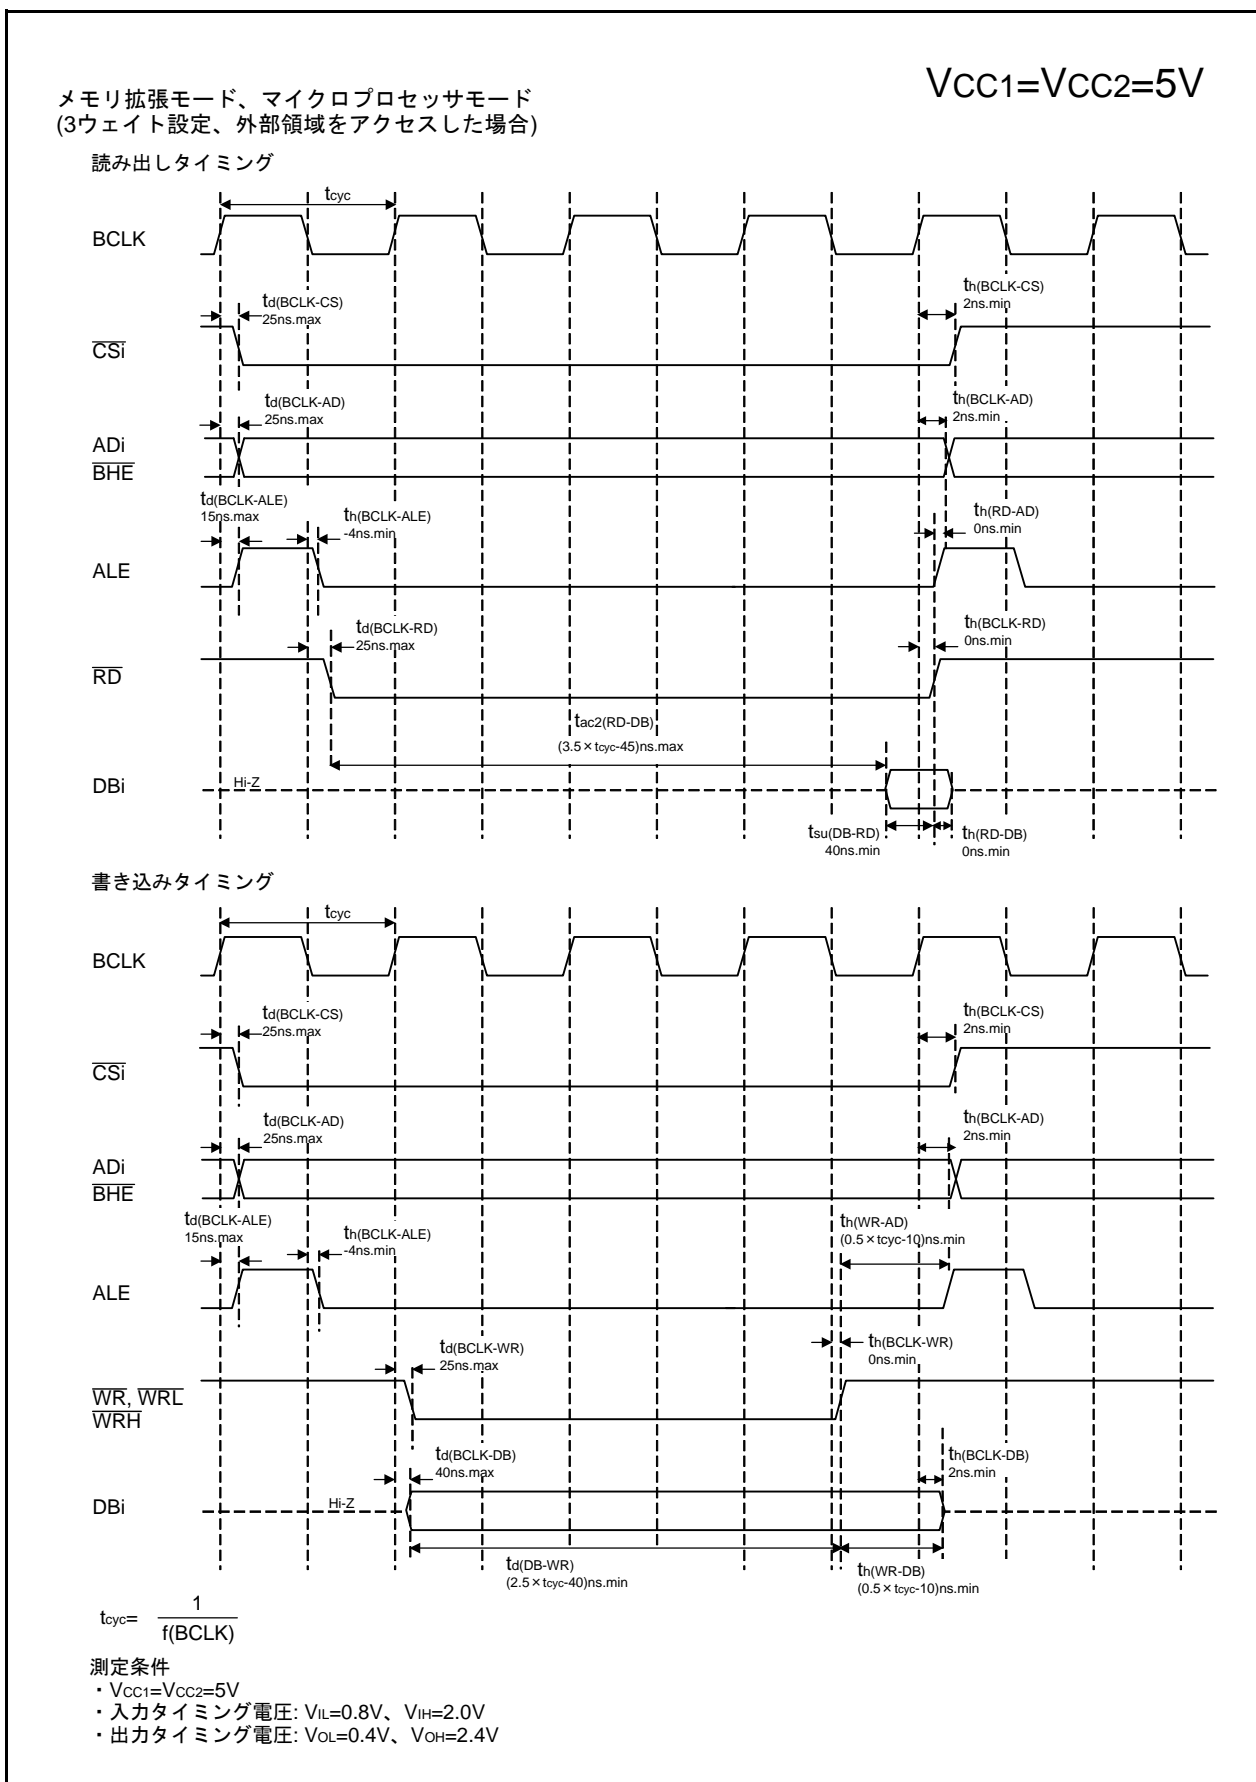 VCC1=VCC2=5V
メモリ拡張モード、マイクロプロセッサモード
(3ウェイト設定、外部領域をアクセスした場合)
読み出しタイミング
tcyc
BCLK
td(BCLK-CS)
25ns.max
th(BCLK-CS)
2ns.min
CSi
td(BCLK-AD)
25ns.max
th(BCLK-AD)
2ns.min
ADi
BHE
td(BCLK-ALE)
15ns.max
th(BCLK-ALE)
-4ns.min
th(RD-AD)
0ns.min
ALE
td(BCLK-RD)
25ns.max
th(BCLK-RD)
0ns.min
RD
tac2(RD-DB)
(3.5×tcyc-45)ns.max
DBi
Hi-Z
tsu(DB-RD)
40ns.min
th(RD-DB)
0ns.min
書き込みタイミング
tcyc
BCLK
td(BCLK-CS)
25ns.max
th(BCLK-CS)
2ns.min
CSi
td(BCLK-AD)
25ns.max
th(BCLK-AD)
2ns.min
ADi
BHE
td(BCLK-ALE)
15ns.max
th(BCLK-ALE)
-4ns.min
th(WR-AD)
(0.5×tcyc-10)ns.min
ALE
td(BCLK-WR)
25ns.max
th(BCLK-WR)
0ns.min
WR, WRL
WRH
td(BCLK-DB)
40ns.max
th(BCLK-DB)
2ns.min
DBi
Hi-Z
td(DB-WR)
(2.5×tcyc-40)ns.min
th(WR-DB)
(0.5×tcyc-10)ns.min
tcyc= 1
f(BCLK)
測定条件
・VCC1=VCC2=5V
・入力タイミング電圧: VIL=0.8V、VIH=2.0V
・出力タイミング電圧: VOL=0.4V、VOH=2.4V